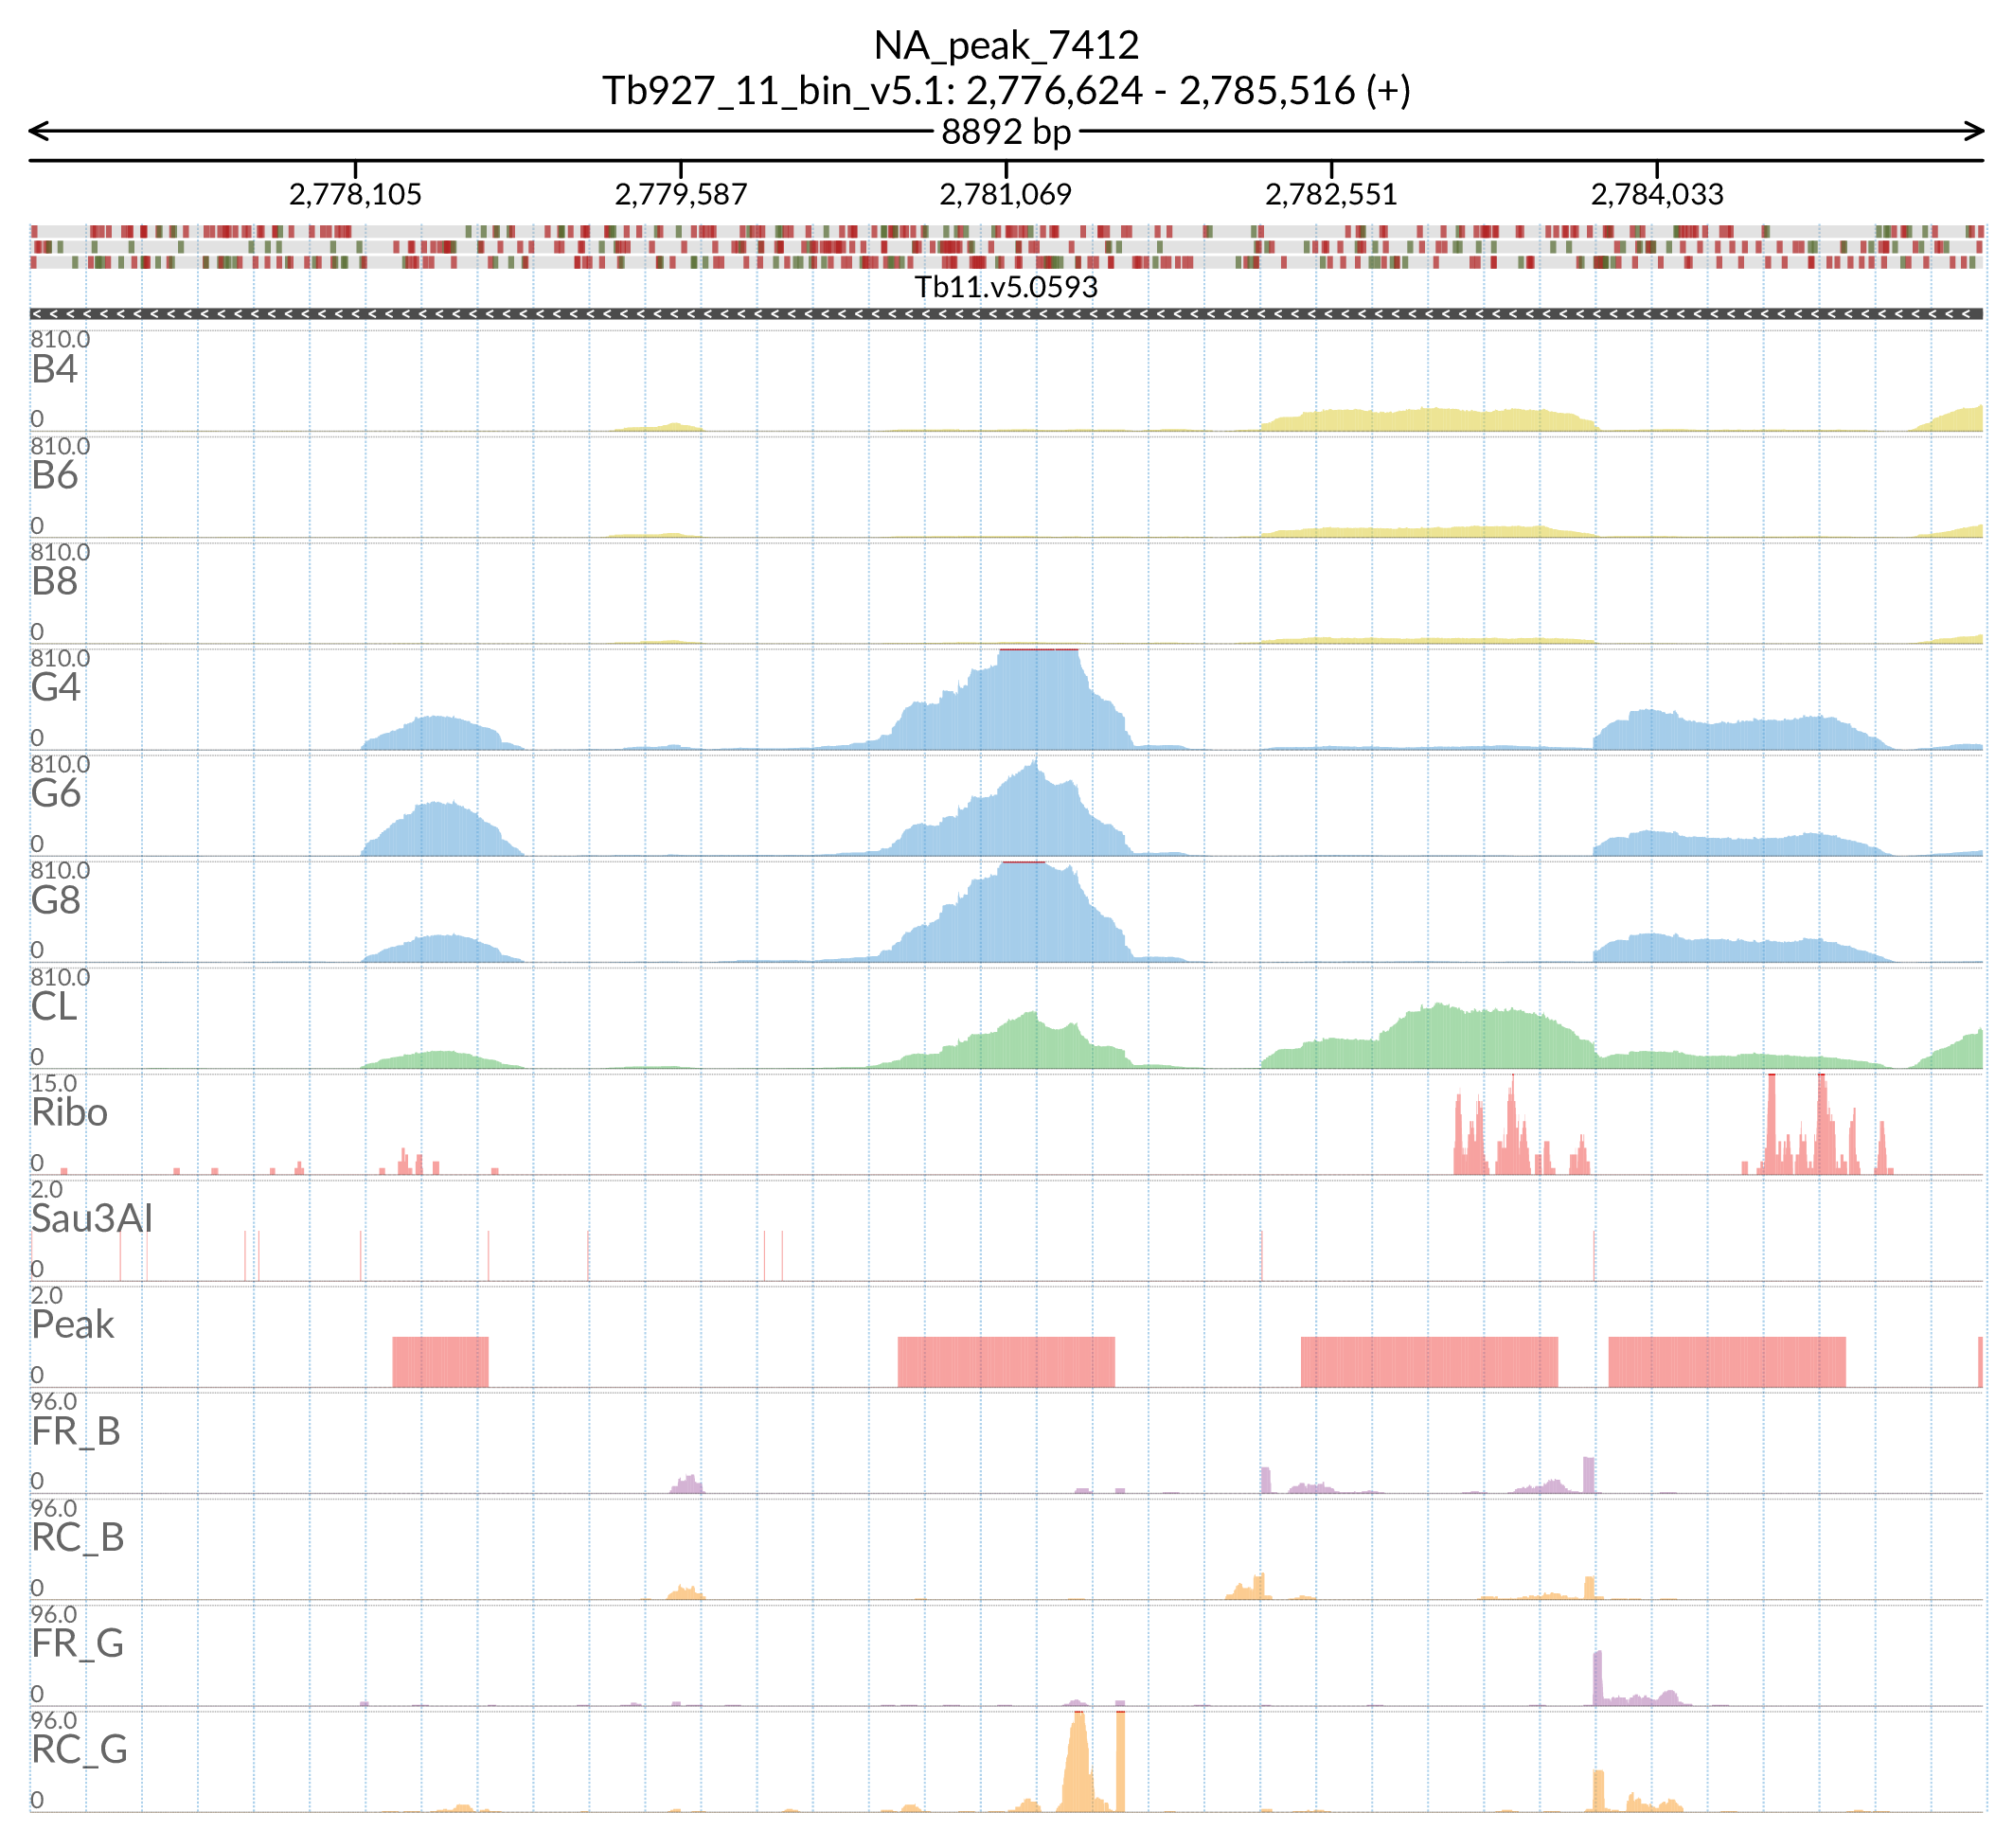 NA_peak_7412
Tb927_11_bin_v5.1: 2,776,624 - 2,785,516 (+)
8892 bp
2,778,105 2,779,587 2,781,069 2,782,551 2,784,033
Tb11.v5.0593
810.0
B4
0
810.0
B6
0
810.0
B8
0
810.0
G4
0
810.0
G6
0
810.0
G8
0
810.0
CL
0
15.0
Ribo
0
2.0
Sau3AI
0
2.0
Peak
0
96.0
FR_B
0
96.0
RC_B
0
96.0
FR_G
0
96.0
RC_G
0